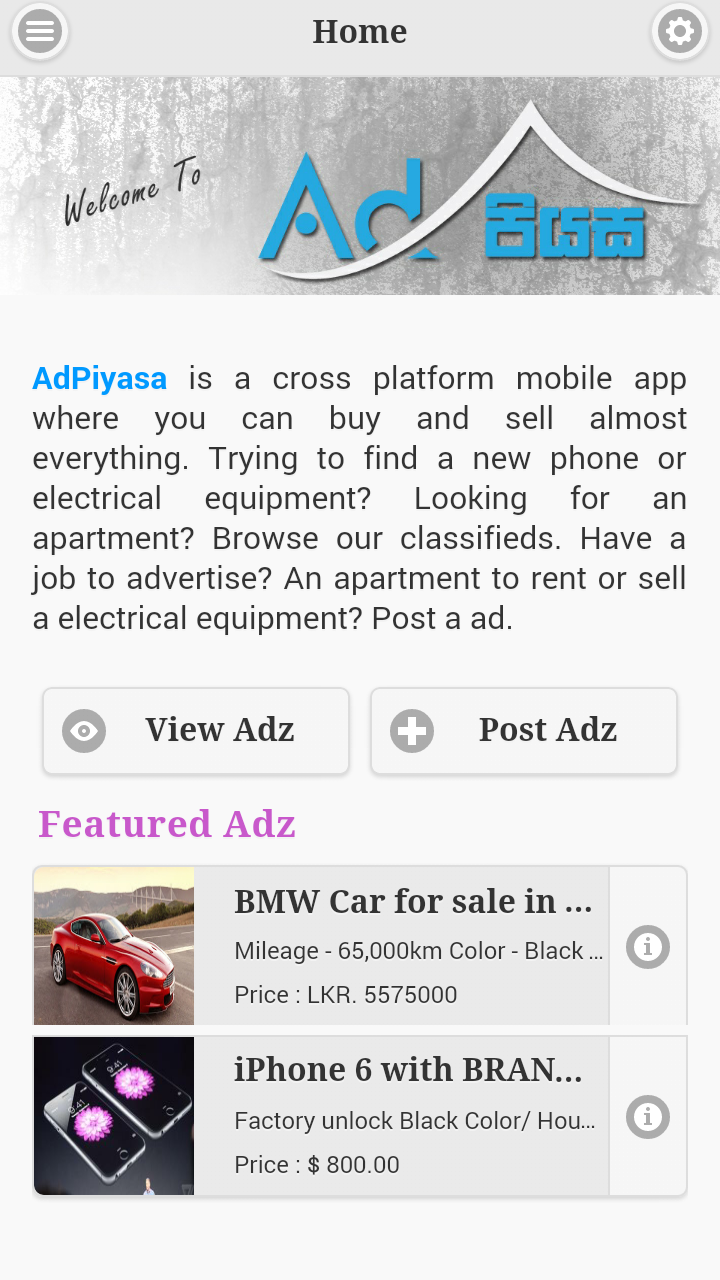 Home
Welcome To
Ad පියස
AdPiyasa is a cross platform mobile app
where you can buy and sell almost
everything. Trying to find a new phone or
electrical equipment? Looking for an
apartment? Browse our classifieds. Have a
job to advertise? An apartment to rent or sell
a electrical equipment? Post a ad.
View Adz
Post Adz
Featured Adz
BMW Car for sale in ...
Mileage - 65,000km Color - Black ...
Price : LKR. 5575000
9:41
9:41
iPhone 6 with BRAN...
Factory unlock Black Color/ Hou...
Price : $ 800.00